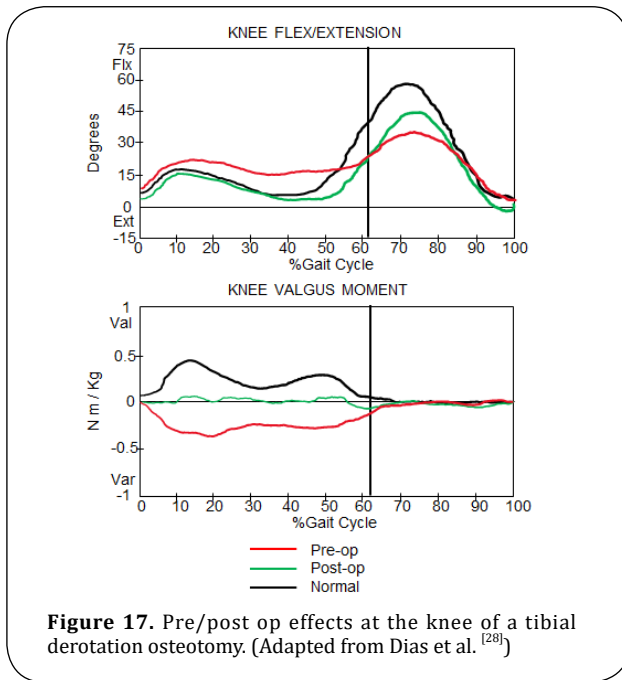 KNEE FLEX/EXTENSION
75
Flx
60
45
30
15
0
Ext
-15
Degrees
0 10 20 30 40 50 60 70 80 90 100
%Gait Cycle
KNEE VALGUS MOMENT
1
Val
0.5
0
-0.5
Var
-1
N m / Kg
0 10 20 30 40 50 60 70 80 90 100
%Gait Cycle
Pre-op
Post-op
Normal
Figure 17. Pre/post op effects at the knee of a tibial
derotation osteotomy. (Adapted from Dias et al. [28])